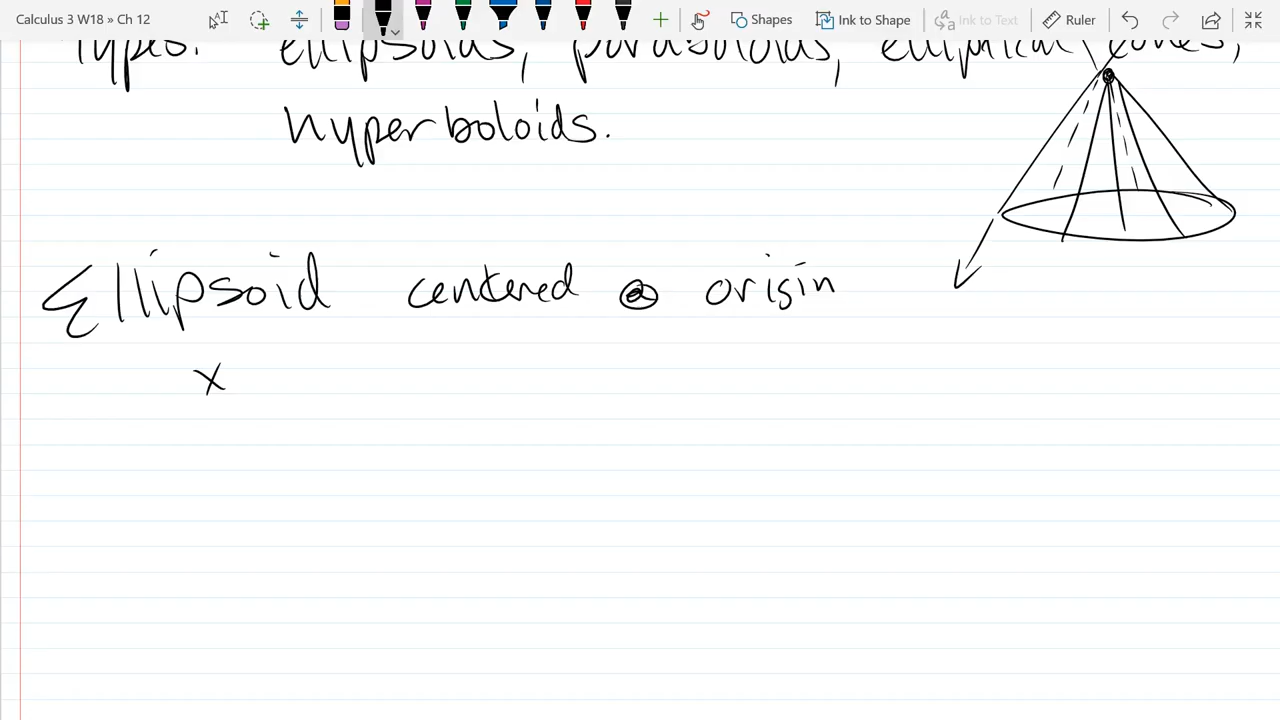 Calculus 3 W18 » Ch 12
Shapes
Ink to Shape
Ink to Text
Ruler
Types: ellipsoids, paraboloids, elliptical cones,
hyperboloids.
Ellipsoid centered @ origin
x